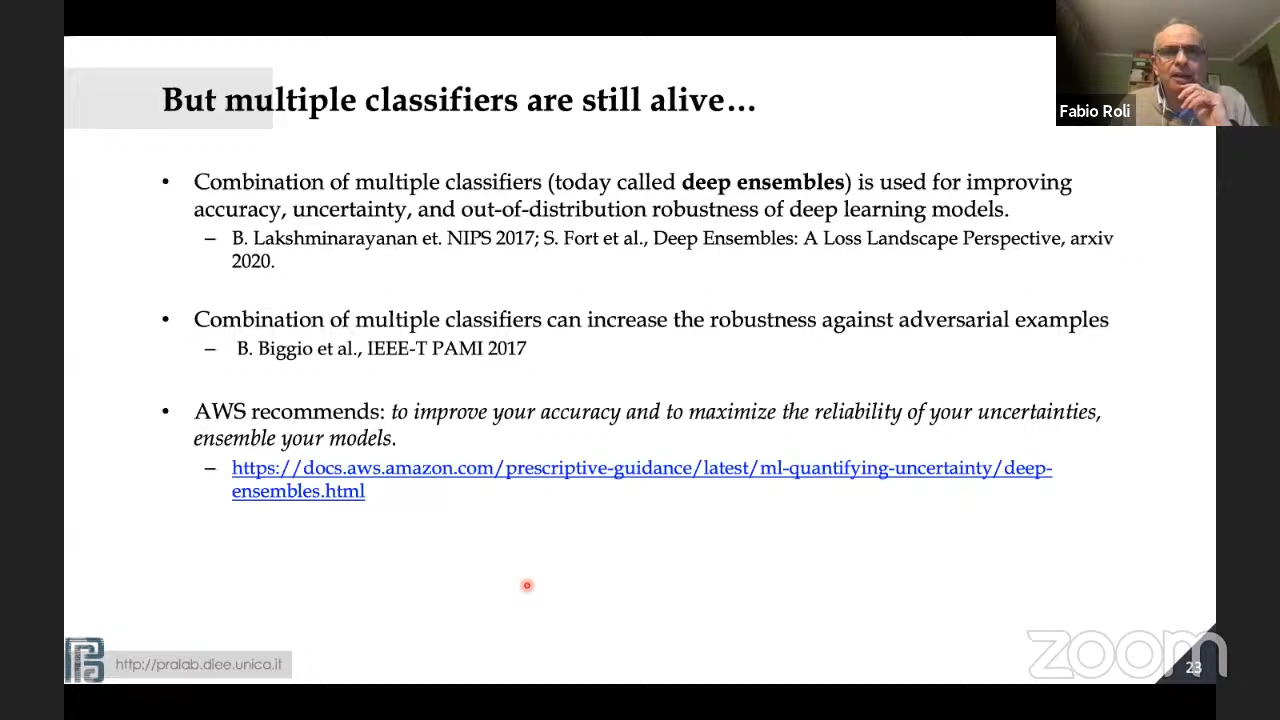 But multiple classifiers are still alive…
Fabio Roli
• Combination of multiple classifiers (today called deep ensembles) is used for improving
accuracy, uncertainty, and out-of-distribution robustness of deep learning models.
– B. Lakshminarayanan et. NIPS 2017; S. Fort et al., Deep Ensembles: A Loss Landscape Perspective, arxiv
2020.
• Combination of multiple classifiers can increase the robustness against adversarial examples
– B. Biggio et al., IEEE-T PAMI 2017
• AWS recommends: to improve your accuracy and to maximize the reliability of your uncertainties,
ensemble your models.
– https://docs.aws.amazon.com/prescriptive-guidance/latest/ml-quantifying-uncertainty/deep-
ensembles.html
http://pralab.diee.unica.it
zoom
23